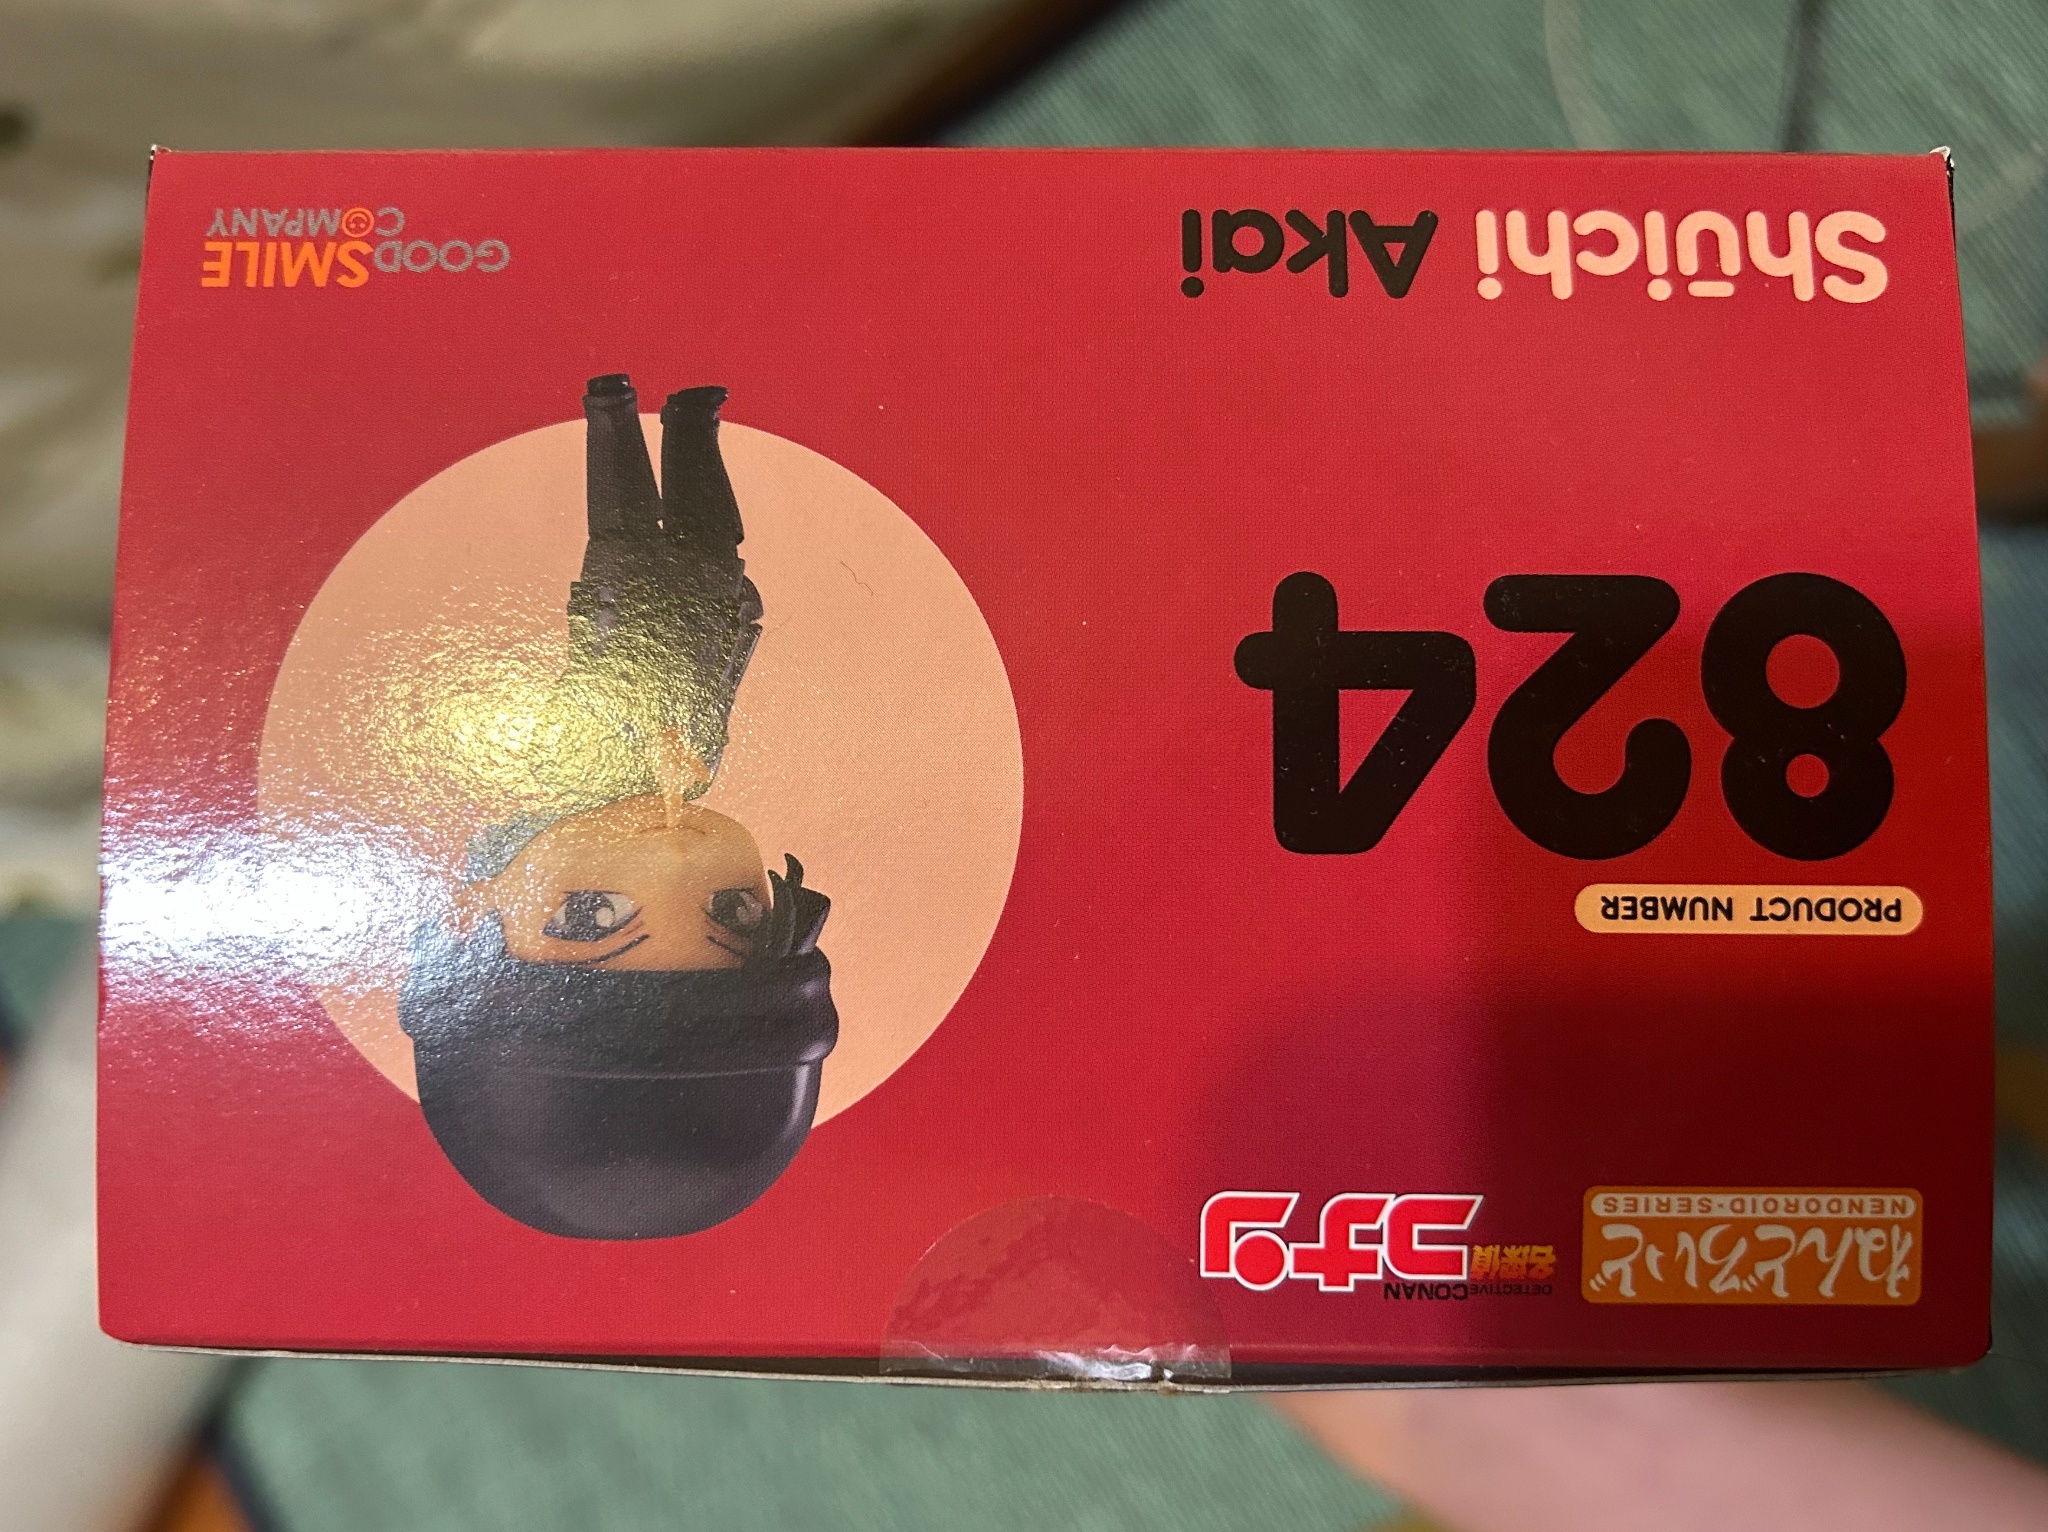 ねんどろいど
NENDOROID-SERIES
DETECTIVE CONAN
名探偵
コナン
PRODUCT NUMBER
824
Shūichi Akai
GOOD SMILE
COMPANY